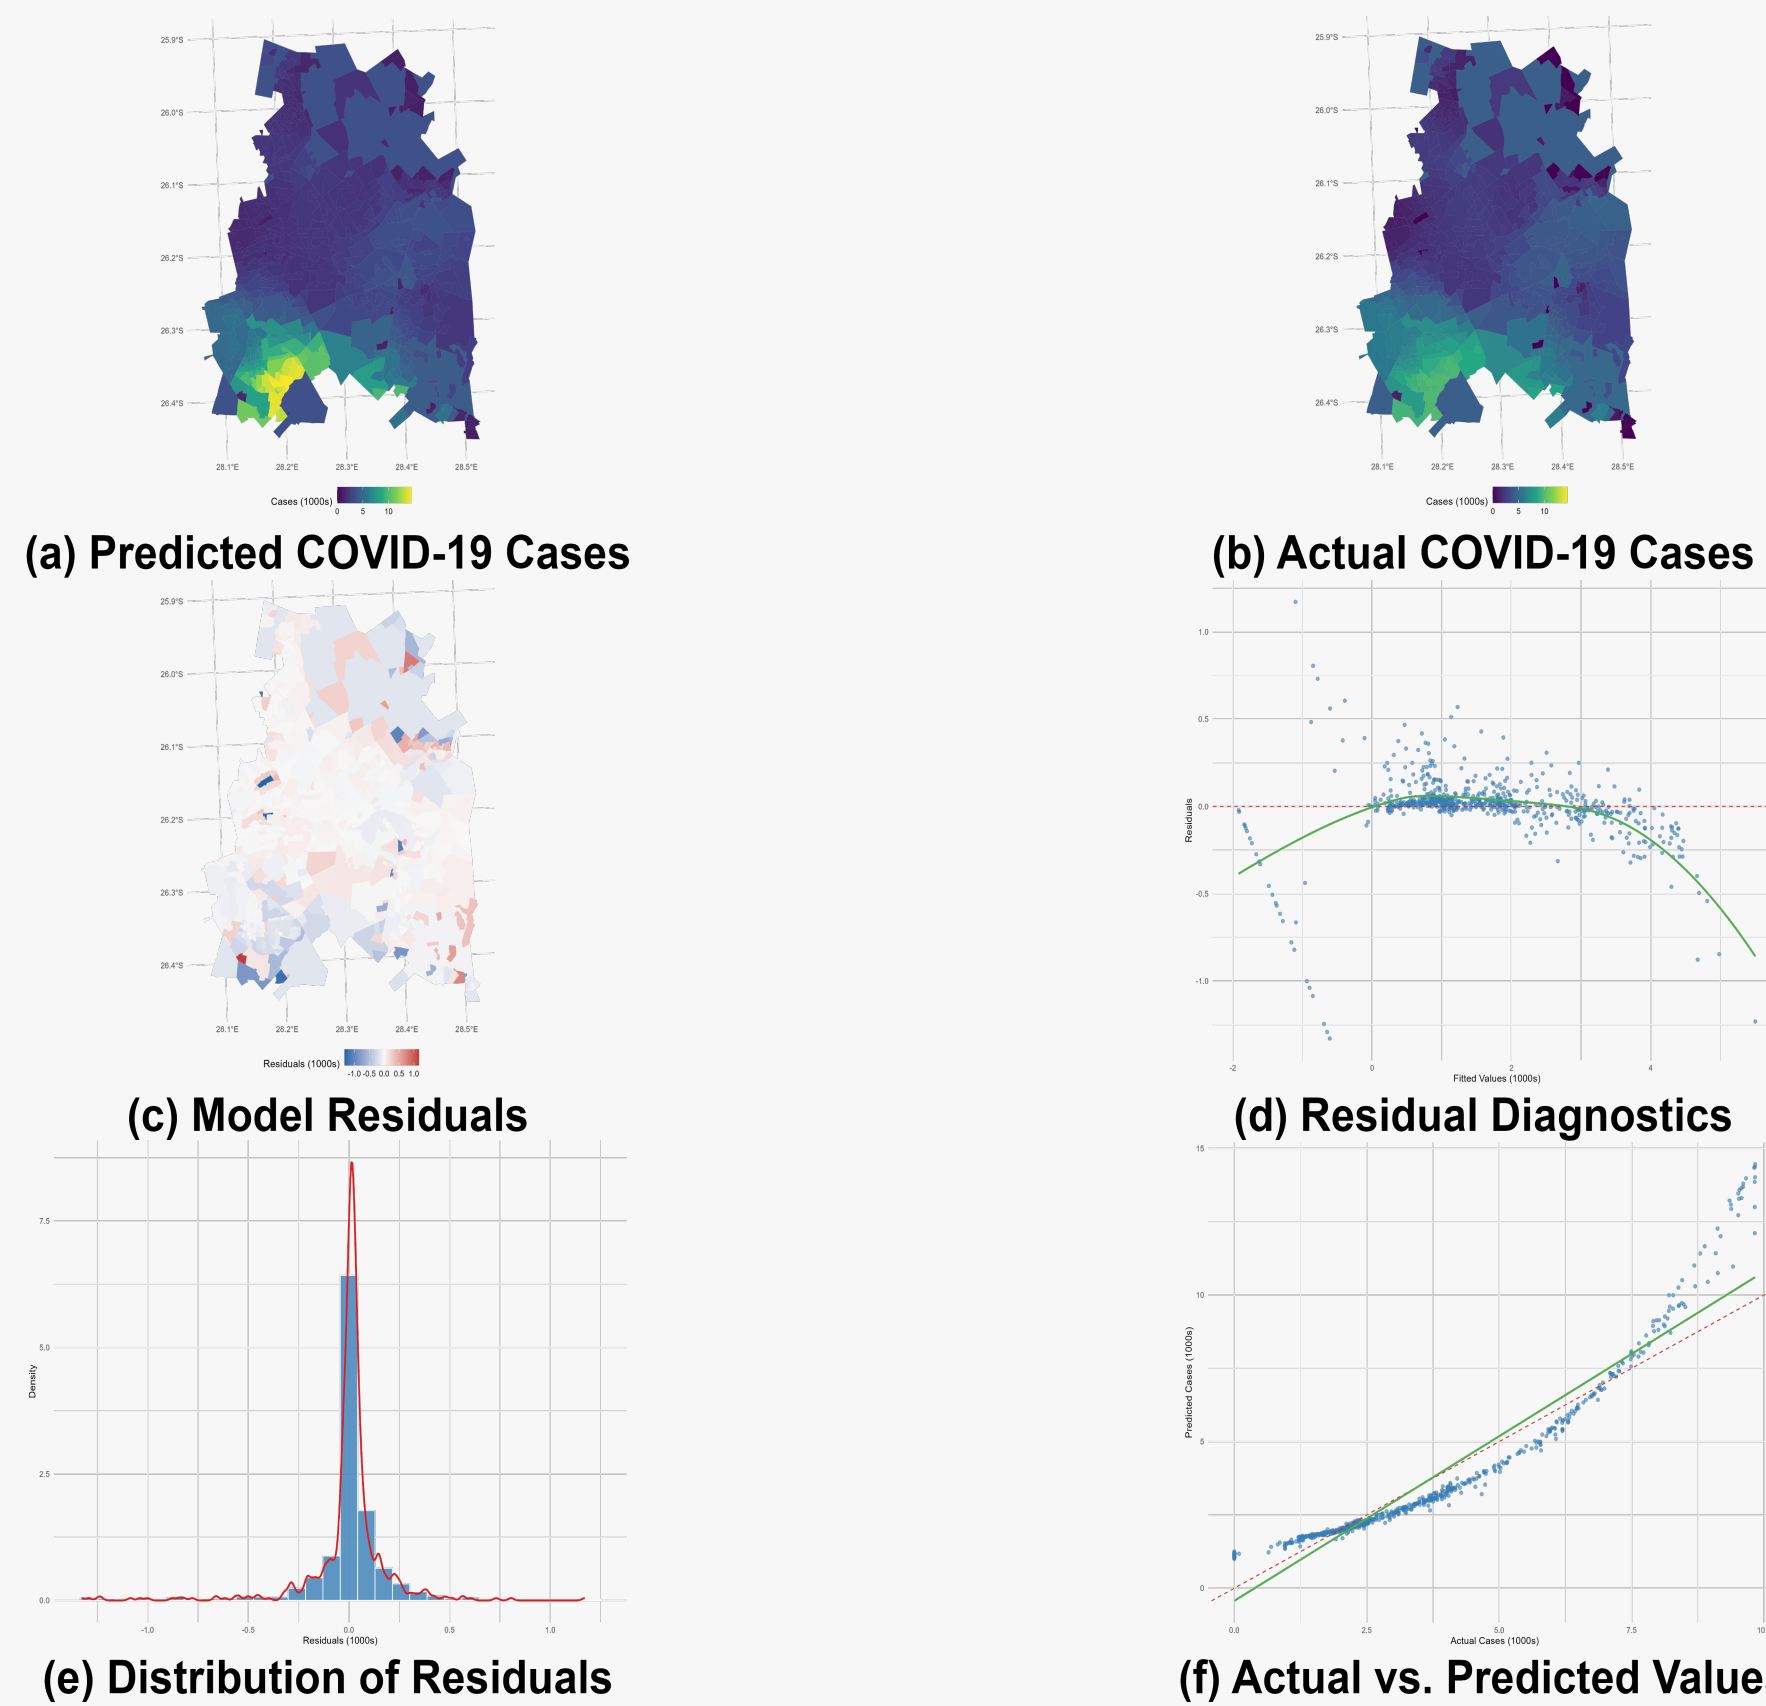 25.9°S
26.0°S
26.1°S
26.2°S
26.3°S
26.4°S
28.1°E 28.2°E 28.3°E 28.4°E 28.5°E
Cases (1000s)
0 5 10
(a) Predicted COVID-19 Cases
25.9°S
26.0°S
26.1°S
26.2°S
26.3°S
26.4°S
28.1°E 28.2°E 28.3°E 28.4°E 28.5°E
Cases (1000s)
0 5 10
(b) Actual COVID-19 Cases
25.9°S
26.0°S
26.1°S
26.2°S
26.3°S
26.4°S
28.1°E 28.2°E 28.3°E 28.4°E 28.5°E
Residuals (1000s)
-1.0 -0.5 0.0 0.5 1.0
(c) Model Residuals
1.0
0.5
0.0
-0.5
-1.0
Residuals
-2 0 2 4
Fitted Values (1000s)
(d) Residual Diagnostics
7.5
5.0
2.5
0.0
Density
-1.0 -0.5 0.0 0.5 1.0
Residuals (1000s)
(e) Distribution of Residuals
15
10
5
0
Predicted Cases (1000s)
0.0 2.5 5.0 7.5 10
Actual Cases (1000s)
(f) Actual vs. Predicted Value